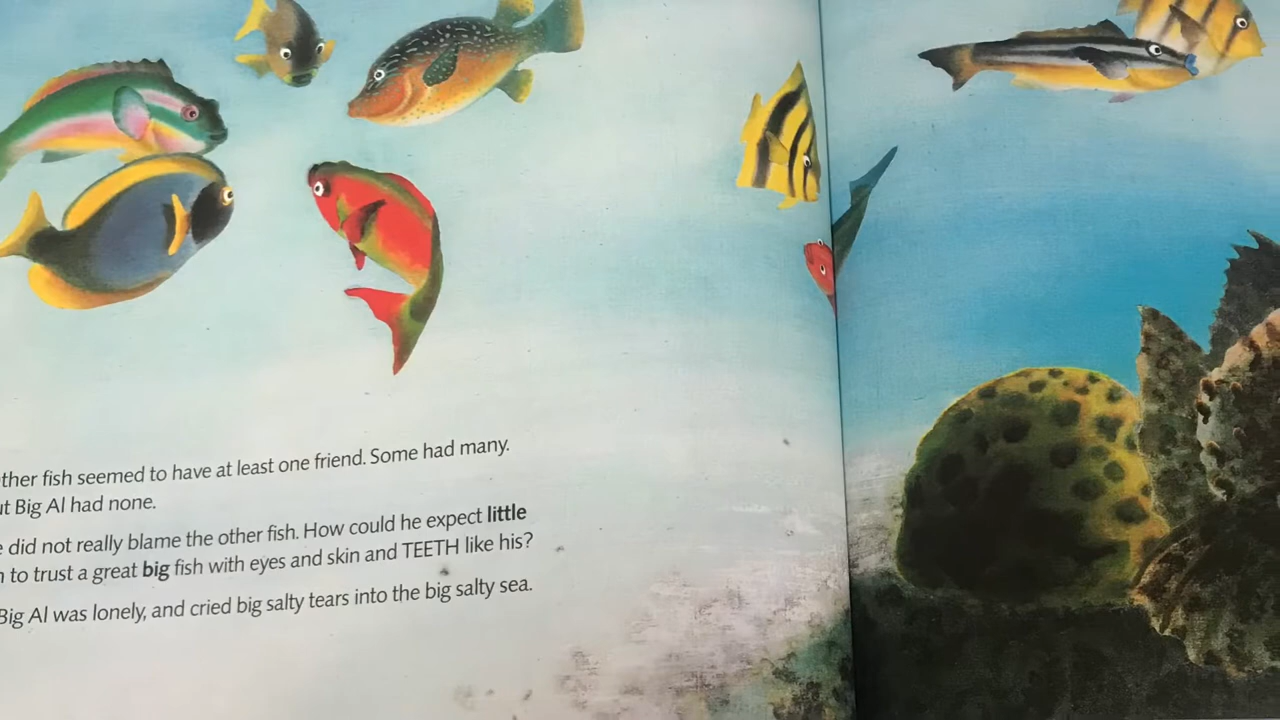 ther fish seemed to have at least one friend. Some had many.
ut Big Al had none.
e did not really blame the other fish. How could he expect little
to trust a great big fish with eyes and skin and TEETH like his?
Big Al was lonely, and cried big salty tears into the big salty sea.